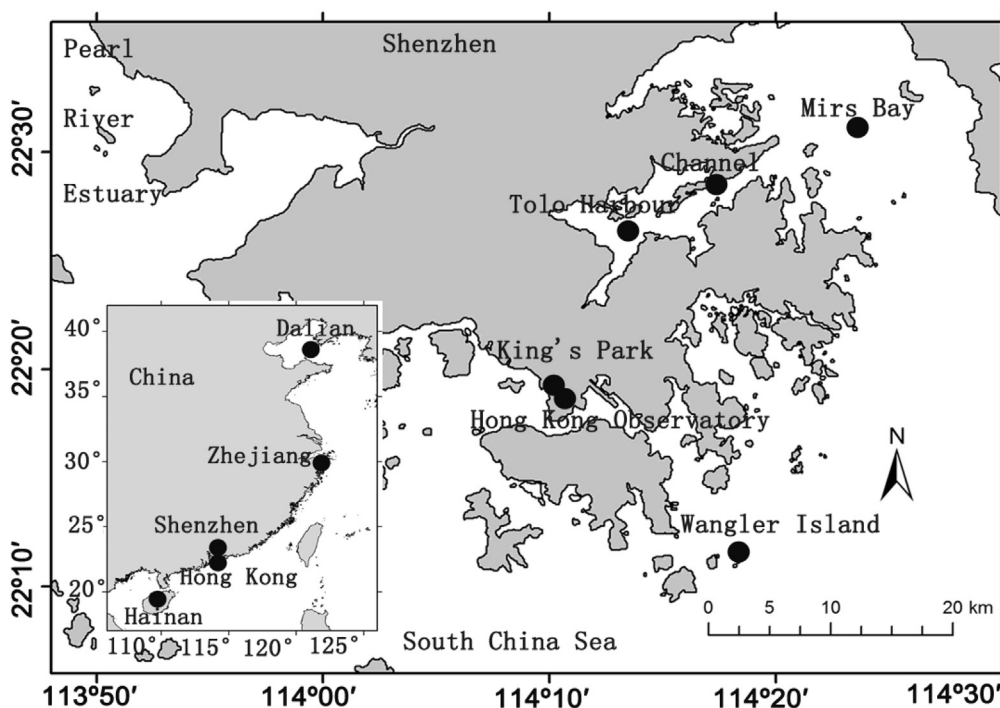 Pearl
Shenzhen
River
Mirs Bay
22°30′
Channel
Estuary
Tolo Harbour
Dalian
40°
22°20′
King's Park
China
35°
Hong Kong Observatory
Zhejiang
30°
N
Shenzhen
25°
Wangler Island
Hong Kong
22°10′
20°
Hainan
0 5 10 20 km
110° 115° 120° 125°
South China Sea
113°50′ 114°00′ 114°10′ 114°20′ 114°30′